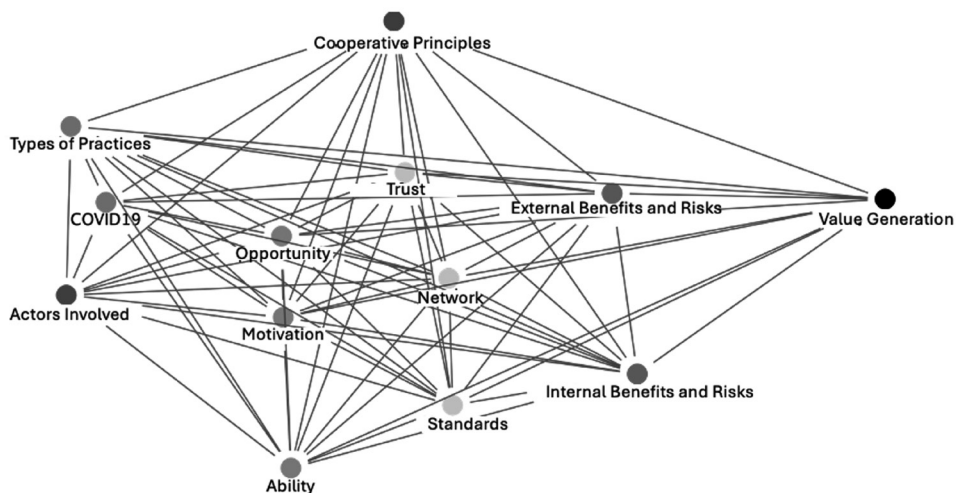 Cooperative Principles
Types of Practices
Trust
COVID19
External Benefits and Risks
Value Generation
Opportunity
Network
Actors Involved
Motivation
Internal Benefits and Risks
Standards
Ability